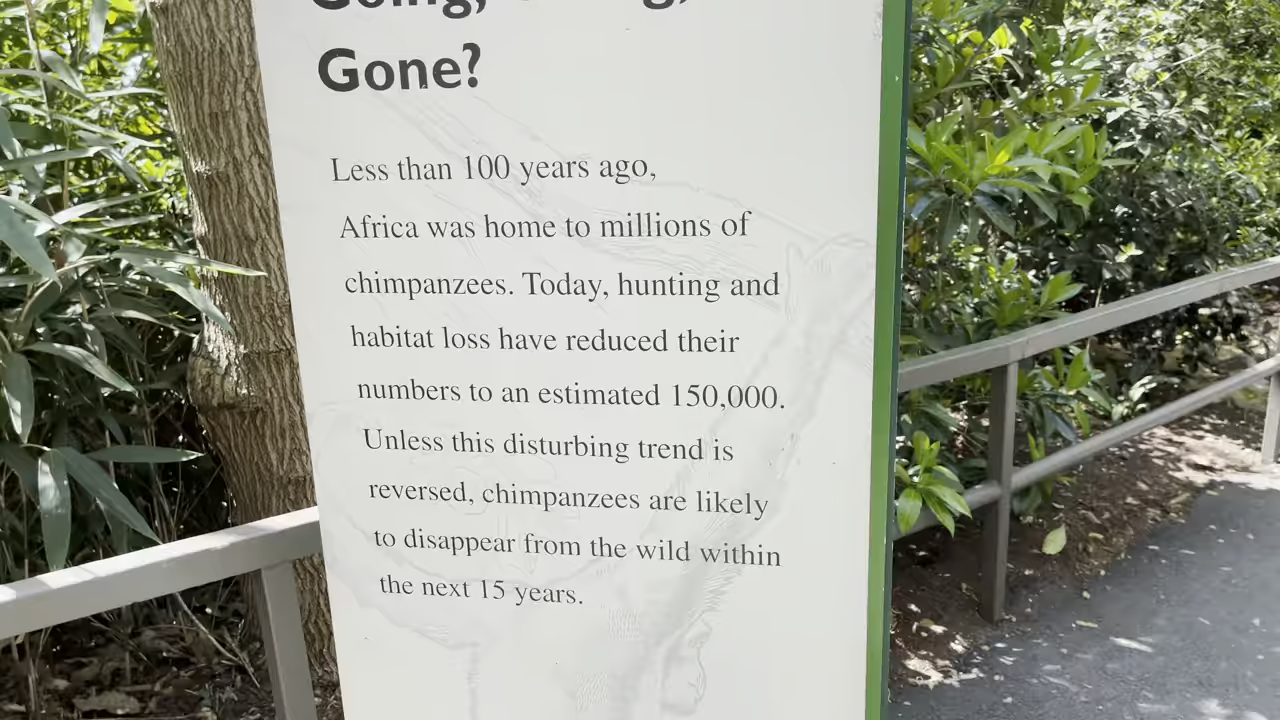 Going,
Gone?
Less than 100 years ago,
Africa was home to millions of
chimpanzees. Today, hunting and
habitat loss have reduced their
numbers to an estimated 150,000.
Unless this disturbing trend is
reversed, chimpanzees are likely
to disappear from the wild within
the next 15 years.